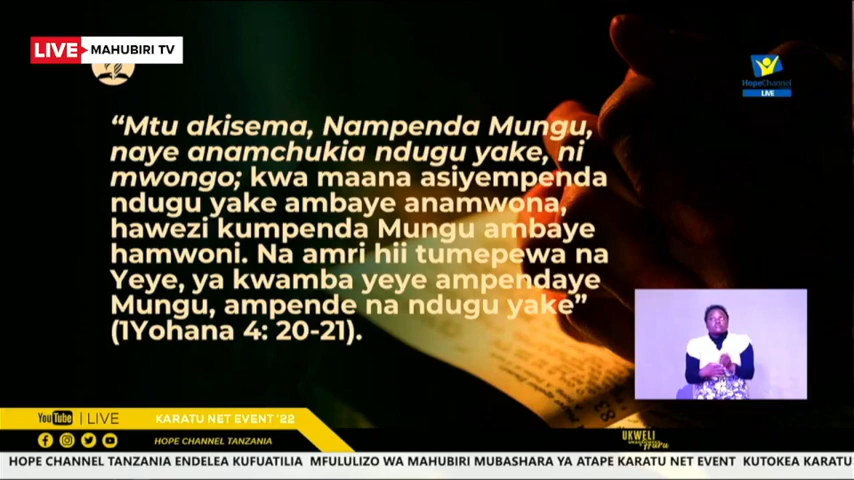 LIVE MAHUBIRI TV
HopeChannel
LIVE
“Mtu akisema, Nampenda Mungu,
naye anamchukia ndugu yake, ni
mwongo; kwa maana asiyempenda
ndugu yake ambaye anamwona,
hawezi kumpenda Mungu ambaye
hamwoni. Na amri hii tumepewa na
Yeye, ya kwamba yeye ampendaye
Mungu, ampende na ndugu yake”
(1Yohana 4: 20-21).
YouTube | LIVE KARATU NET EVENT '22
HOPE CHANNEL TANZANIA
UKWELI
HOPE CHANNEL TANZANIA ENDELEA KUFUATILIA MFULULIZO WA MAHUBIRI MUBASHARA YA ATAPE KARATU NET EVENT KUTOKEA KARATU